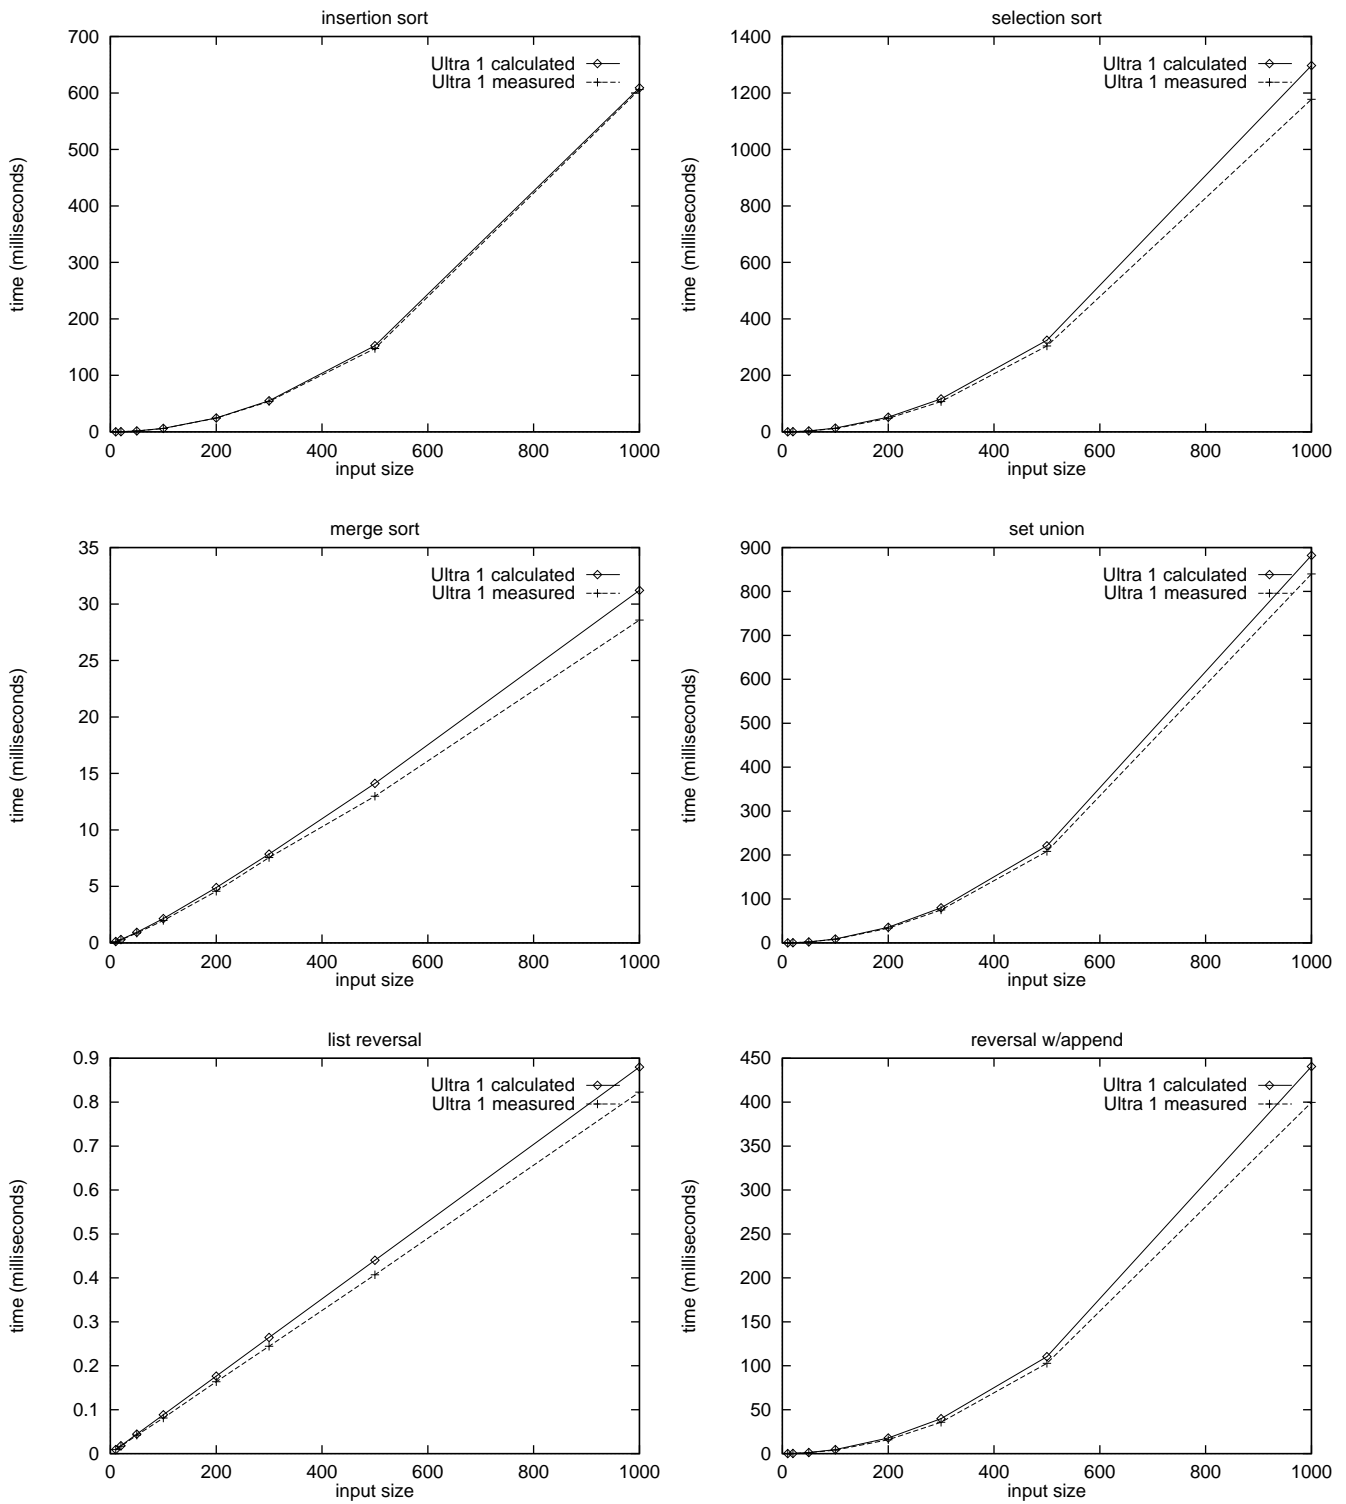 insertion sort
700
600
500
400
300
200
100
0
time (milliseconds)
Ultra 1 calculated
Ultra 1 measured
0 200 400 600 800 1000
input size
selection sort
1400
1200
1000
800
600
400
200
0
time (milliseconds)
Ultra 1 calculated
Ultra 1 measured
0 200 400 600 800 1000
input size
merge sort
35
30
25
20
15
10
5
0
time (milliseconds)
Ultra 1 calculated
Ultra 1 measured
0 200 400 600 800 1000
input size
set union
900
800
700
600
500
400
300
200
100
0
time (milliseconds)
Ultra 1 calculated
Ultra 1 measured
0 200 400 600 800 1000
input size
list reversal
0.9
0.8
0.7
0.6
0.5
0.4
0.3
0.2
0.1
0
time (milliseconds)
Ultra 1 calculated
Ultra 1 measured
0 200 400 600 800 1000
input size
reversal w/append
450
400
350
300
250
200
150
100
50
0
time (milliseconds)
Ultra 1 calculated
Ultra 1 measured
0 200 400 600 800 1000
input size